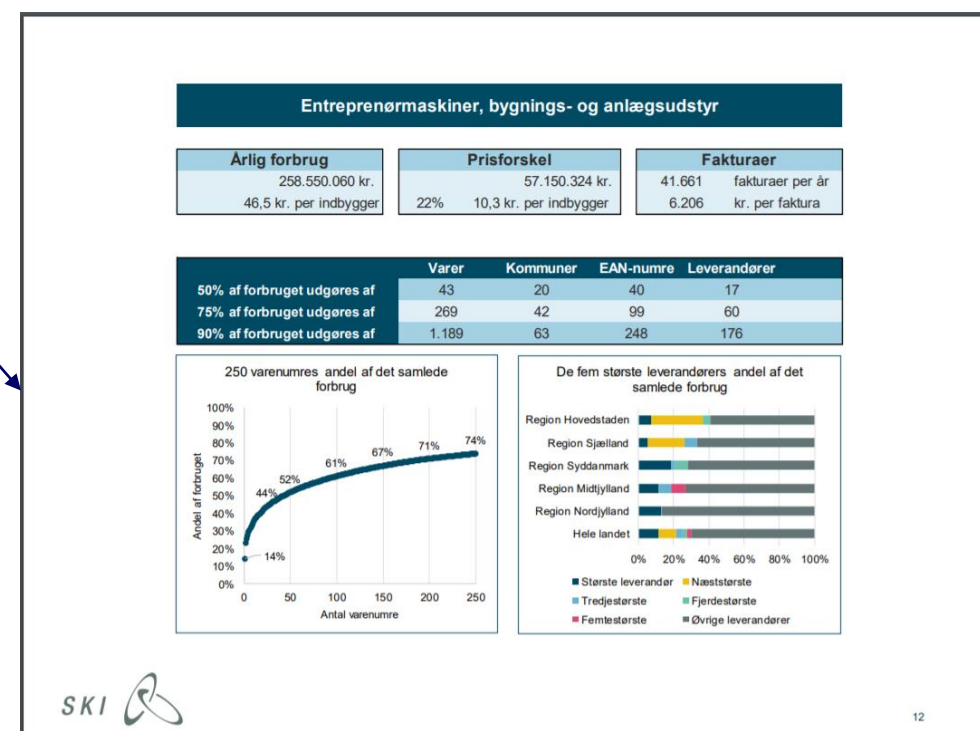 Entreprenørmaskiner, bygnings- og anlægsudstyr
Årlig forbrug
258.550.060 kr.
46,5 kr. per indbygger
Prisforskel
57.150.324 kr.
22% 10,3 kr. per indbygger
Fakturaer
41.661 fakturaer per år
6.206 kr. per faktura
Varer Kommuner EAN-numre Leverandører
50% af forbruget udgøres af 43 20 40 17
75% af forbruget udgøres af 269 42 99 60
90% af forbruget udgøres af 1.189 63 248 176
250 varenumres andel af det samlede
forbrug
Andel af forbruget
100%
90%
80%
70%
60%
50%
40%
30%
20%
10%
0%
14%
44%
52%
61%
67%
71%
74%
0 50 100 150 200 250
Antal varenumre
De fem største leverandørers andel af det
samlede forbrug
Region Hovedstaden
Region Sjælland
Region Syddanmark
Region Midtjylland
Region Nordjylland
Hele landet
0% 20% 40% 60% 80% 100%
Største leverandør Næststørste
Tredjestørste Fjerdestørste
Femtestørste Øvrige leverandører
SKI
12